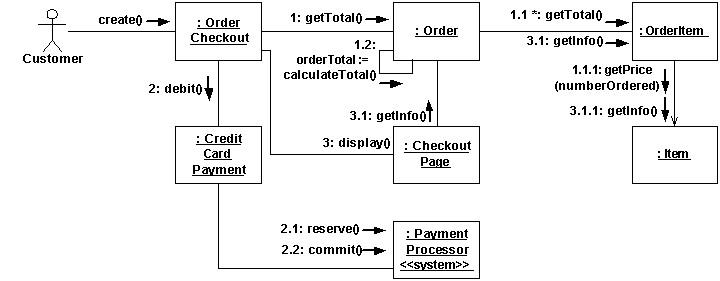 create()
Customer
: Order
Checkout
1: getTotal()
: Order
1.1 *: getTotal()
3.1: getInfo()
: OrderItem
1.2:
orderTotal :=
calculateTotal()
2: debit()
1.1.1: getPrice
(numberOrdered)
3.1.1: getInfo()
3.1: getInfo()
: Credit
Card
Payment
3: display()
: Checkout
Page
: Item
2.1: reserve()
2.2: commit()
: Payment
Processor
<<system>>